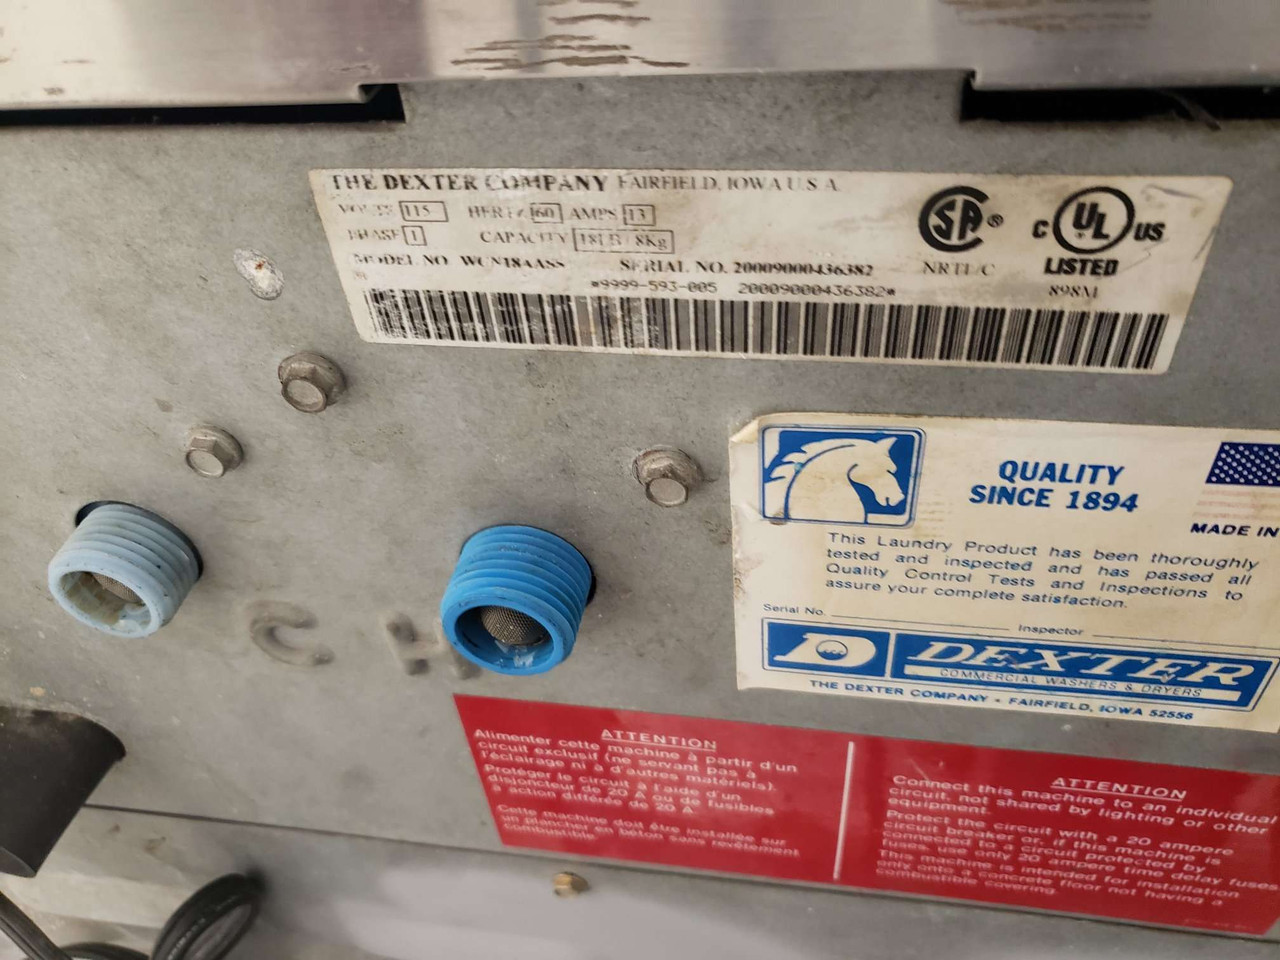 THE DEXTER COMPANY FAIRFIELD, IOWA U.S.A.
VOLTS 115 HERTZ 60 AMPS 13
PHASE 1 CAPACITY 18LB / 8Kg
MODEL NO. WCN18AASS SERIAL NO. 20009000436382
*9999-593-005 20009000436382*
SA ®
NRTL/C
C UL US
LISTED
898M
C H
QUALITY
SINCE 1894
MADE IN
This Laundry Product has been thoroughly
tested and inspected and has passed all
Quality Control Tests and Inspections to
assure your complete satisfaction.
Serial No.
Inspector
D DEXTER
COMMERCIAL WASHERS & DRYERS
THE DEXTER COMPANY • FAIRFIELD, IOWA 52556
ATTENTION
Alimenter cette machine à partir d'un
circuit exclusif (ne servant pas à
l'éclairage ni à d'autres matériels).
Protéger le circuit à l'aide d'un
disjoncteur de 20 A ou de fusibles
à action différée de 20 A.
Cette machine doit être installée sur
un plancher en béton sans revêtement
combustible.
ATTENTION
Connect this machine to an individual
circuit, not shared by lighting or other
equipment.
Protect the circuit with a 20 ampere
circuit breaker or, if this machine is
connected to a circuit protected by
fuses, use only 20 ampere time delay fuses
This machine is intended for installation
only onto a concrete floor not having a
combustible covering.